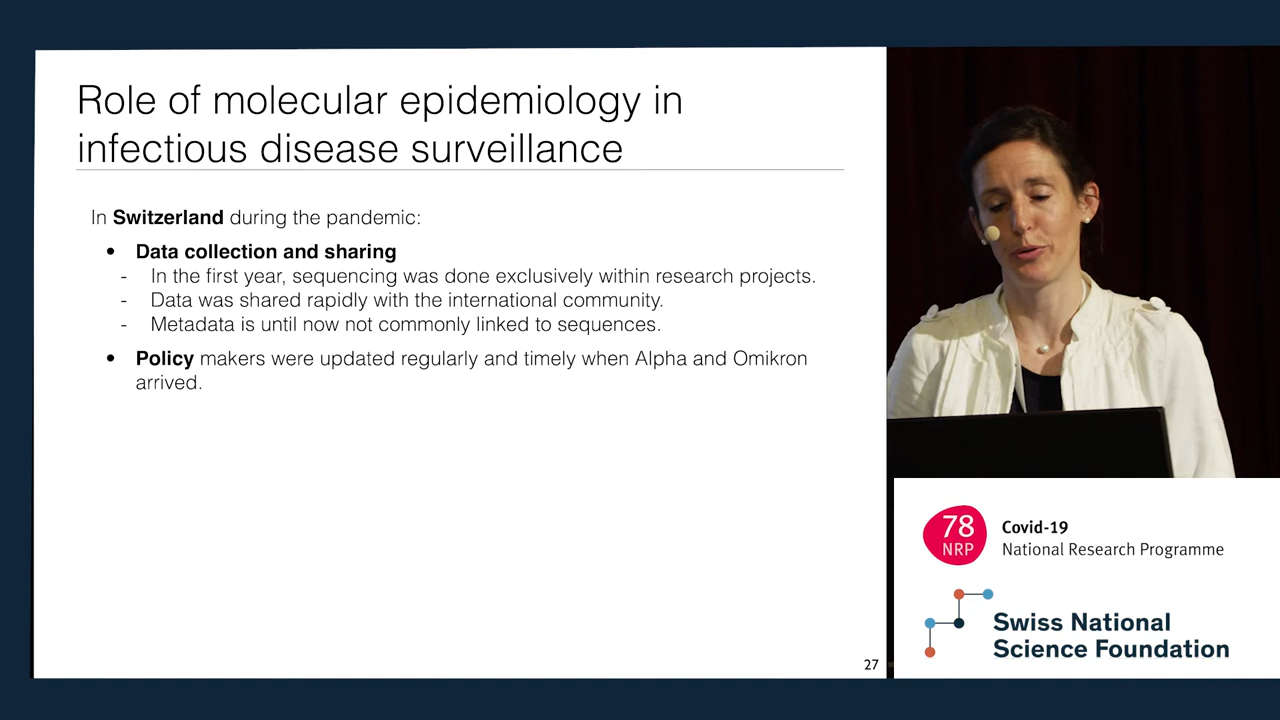 Role of molecular epidemiology in
infectious disease surveillance
In Switzerland during the pandemic:
• Data collection and sharing
- In the first year, sequencing was done exclusively within research projects.
- Data was shared rapidly with the international community.
- Metadata is until now not commonly linked to sequences.
• Policy makers were updated regularly and timely when Alpha and Omikron
arrived.
27
78
NRP
Covid-19
National Research Programme
Swiss National
Science Foundation